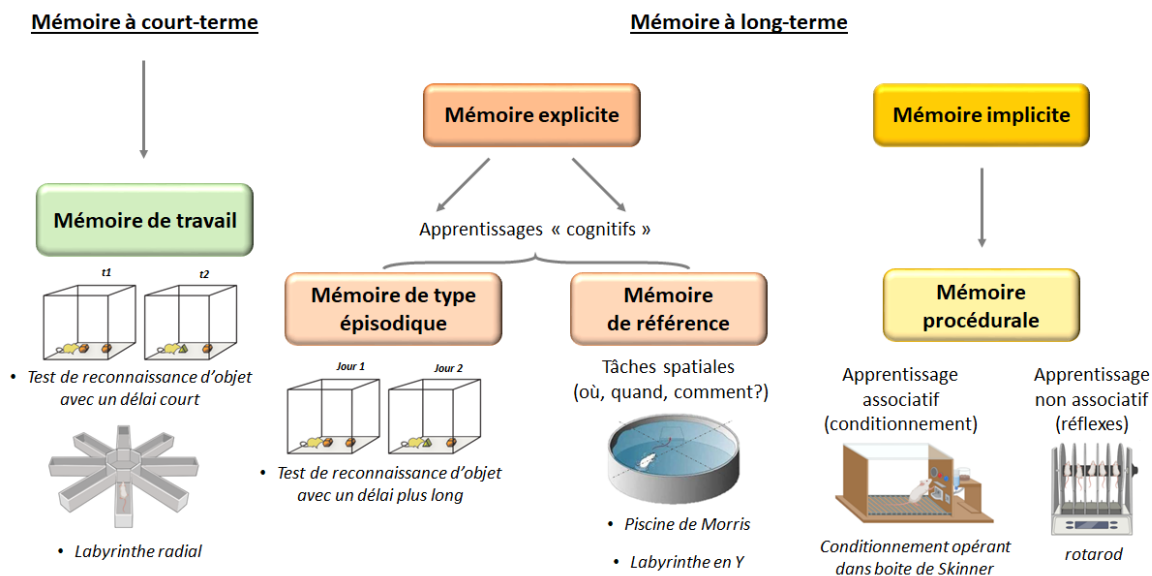 Mémoire à court-terme
Mémoire à long-terme
Mémoire explicite
Mémoire implicite
Mémoire de travail
Apprentissages « cognitifs »
t1
t2
Mémoire de type
épisodique
Mémoire
de référence
Mémoire
procédurale
• Test de reconnaissance d’objet
avec un délai court
Jour 1
Jour 2
Tâches spatiales
(où, quand, comment?)
Apprentissage
associatif
(conditionnement)
Apprentissage
non associatif
(réflexes)
• Test de reconnaissance d’objet
avec un délai plus long
• Labyrinthe radial
• Piscine de Morris
• Labyrinthe en Y
Conditionnement opérant
dans boite de Skinner
rotarod